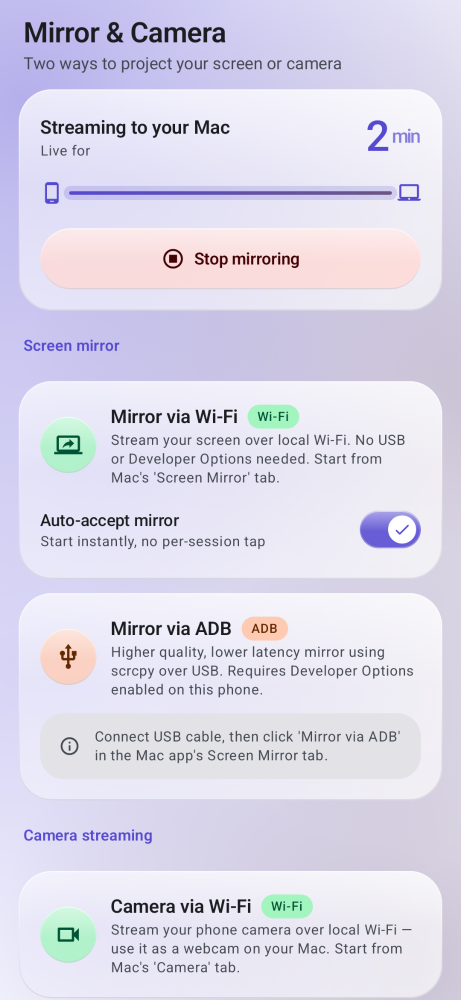 Mirror & Camera
Two ways to project your screen or camera
Streaming to your Mac
Live for
2 min
Stop mirroring
Screen mirror
Mirror via Wi-Fi Wi-Fi
Stream your screen over local Wi-Fi. No USB
or Developer Options needed. Start from
Mac's 'Screen Mirror' tab.
Auto-accept mirror
Start instantly, no per-session tap
Mirror via ADB ADB
Higher quality, lower latency mirror using
scrcpy over USB. Requires Developer Options
enabled on this phone.
Connect USB cable, then click 'Mirror via ADB'
in the Mac app's Screen Mirror tab.
Camera streaming
Camera via Wi-Fi Wi-Fi
Stream your phone camera over local Wi-Fi —
use it as a webcam on your Mac. Start from
Mac's 'Camera' tab.